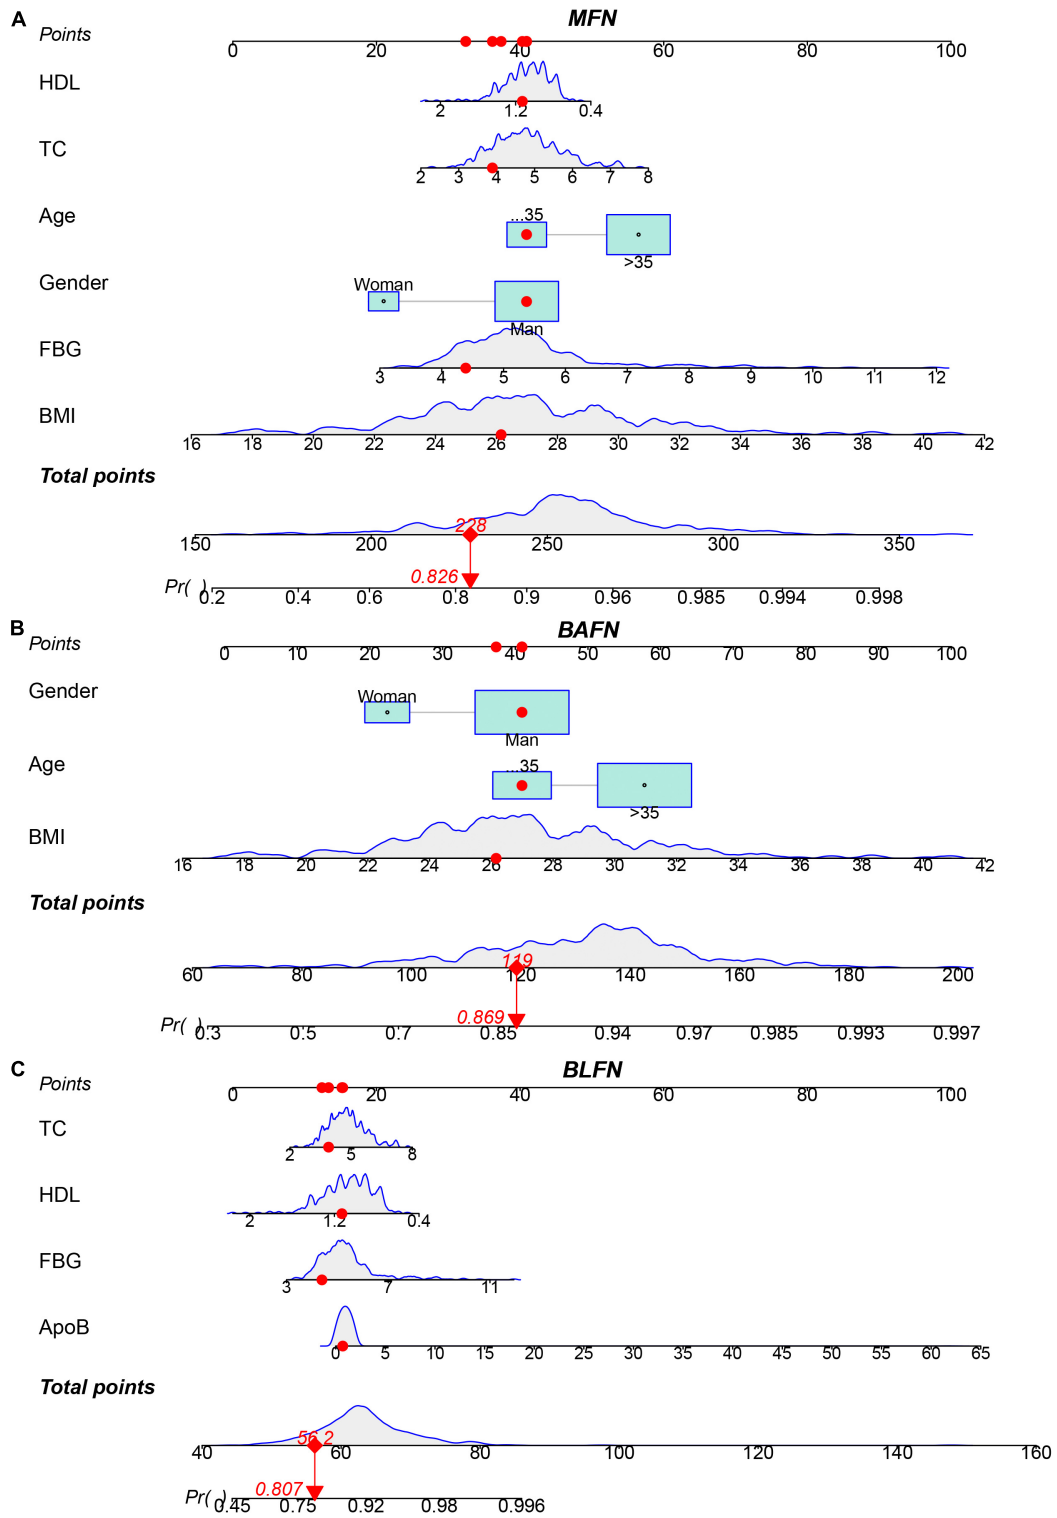 A
MFN
Points
0 20 40 60 80 100
HDL
2 1.2 0.4
TC
2 3 4 5 6 7 8
Age
...35
>35
Gender
Woman
Man
FBG
3 4 5 6 7 8 9 10 11 12
BMI
16 18 20 22 24 26 28 30 32 34 36 38 40 42
Total points
228
150 200 250 300 350
0.826
Pr( )
0.2 0.4 0.6 0.8 0.9 0.96 0.985 0.994 0.998
B
BAFN
Points
0 10 20 30 40 50 60 70 80 90 100
Gender
Woman
Man
Age
...35
>35
BMI
16 18 20 22 24 26 28 30 32 34 36 38 40 42
Total points
119
60 80 100 120 140 160 180 200
0.869
Pr( )
0.3 0.5 0.7 0.85 0.94 0.97 0.985 0.993 0.997
C
BLFN
Points
0 20 40 60 80 100
TC
2 5 8
HDL
2 1.2 0.4
FBG
3 7 11
ApoB
0 5 10 15 20 25 30 35 40 45 50 55 60 65
Total points
56.2
40 60 80 100 120 140 160
0.807
Pr( )
0.45 0.75 0.92 0.98 0.996